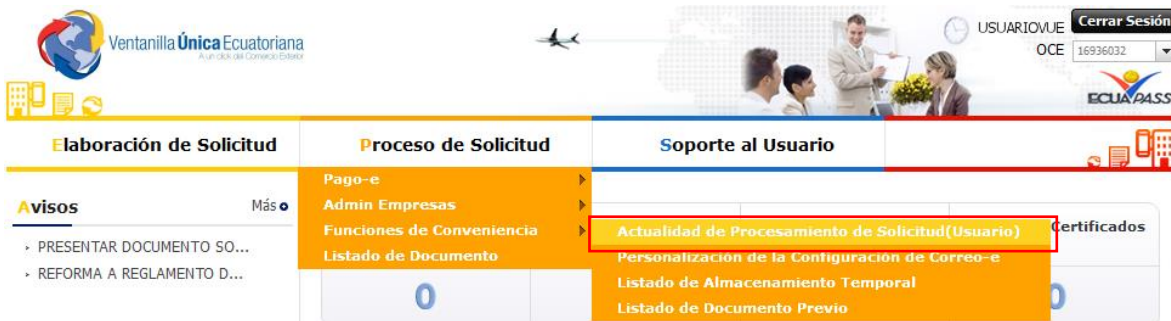 Ventanilla Única Ecuatoriana
A un click del Comercio Exterior
USUARIOVUE Cerrar Sesión
OCE 16936032
ECUAPASS
Elaboración de Solicitud
Proceso de Solicitud
Soporte al Usuario
Avisos Más
PRESENTAR DOCUMENTO SO...
REFORMA A REGLAMENTO D...
Pago-e
Admin Empresas
Funciones de Conveniencia
Listado de Documento
Actualidad de Procesamiento de Solicitud(Usuario)
Personalización de la Configuración de Correo-e
Listado de Almacenamiento Temporal
Listado de Documento Previo
Certificados
0
0